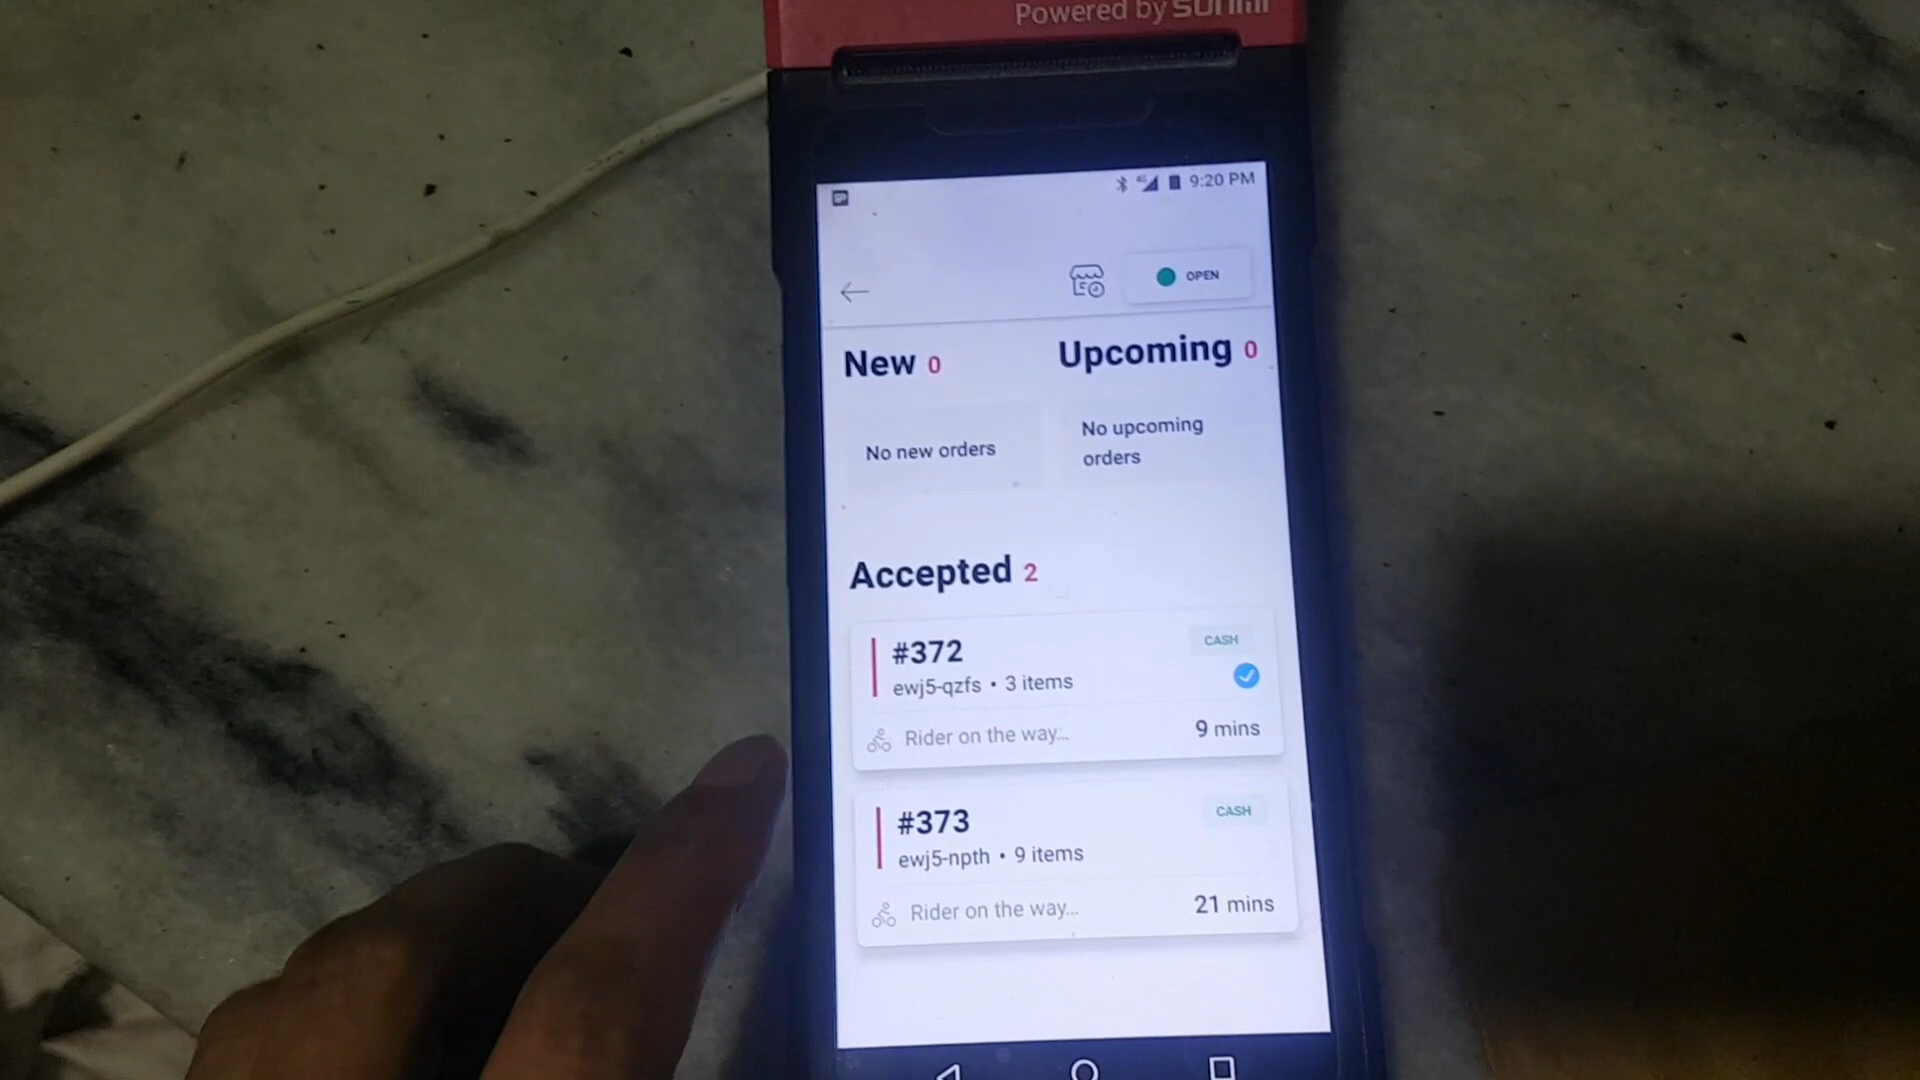 Powered by SUNMI
4G 9:20 PM
OPEN
New 0
Upcoming 0
No new orders
No upcoming
orders
Accepted 2
#372
CASH
ewj5-qzfs • 3 items
Rider on the way...
9 mins
#373
CASH
ewj5-npth • 9 items
Rider on the way...
21 mins